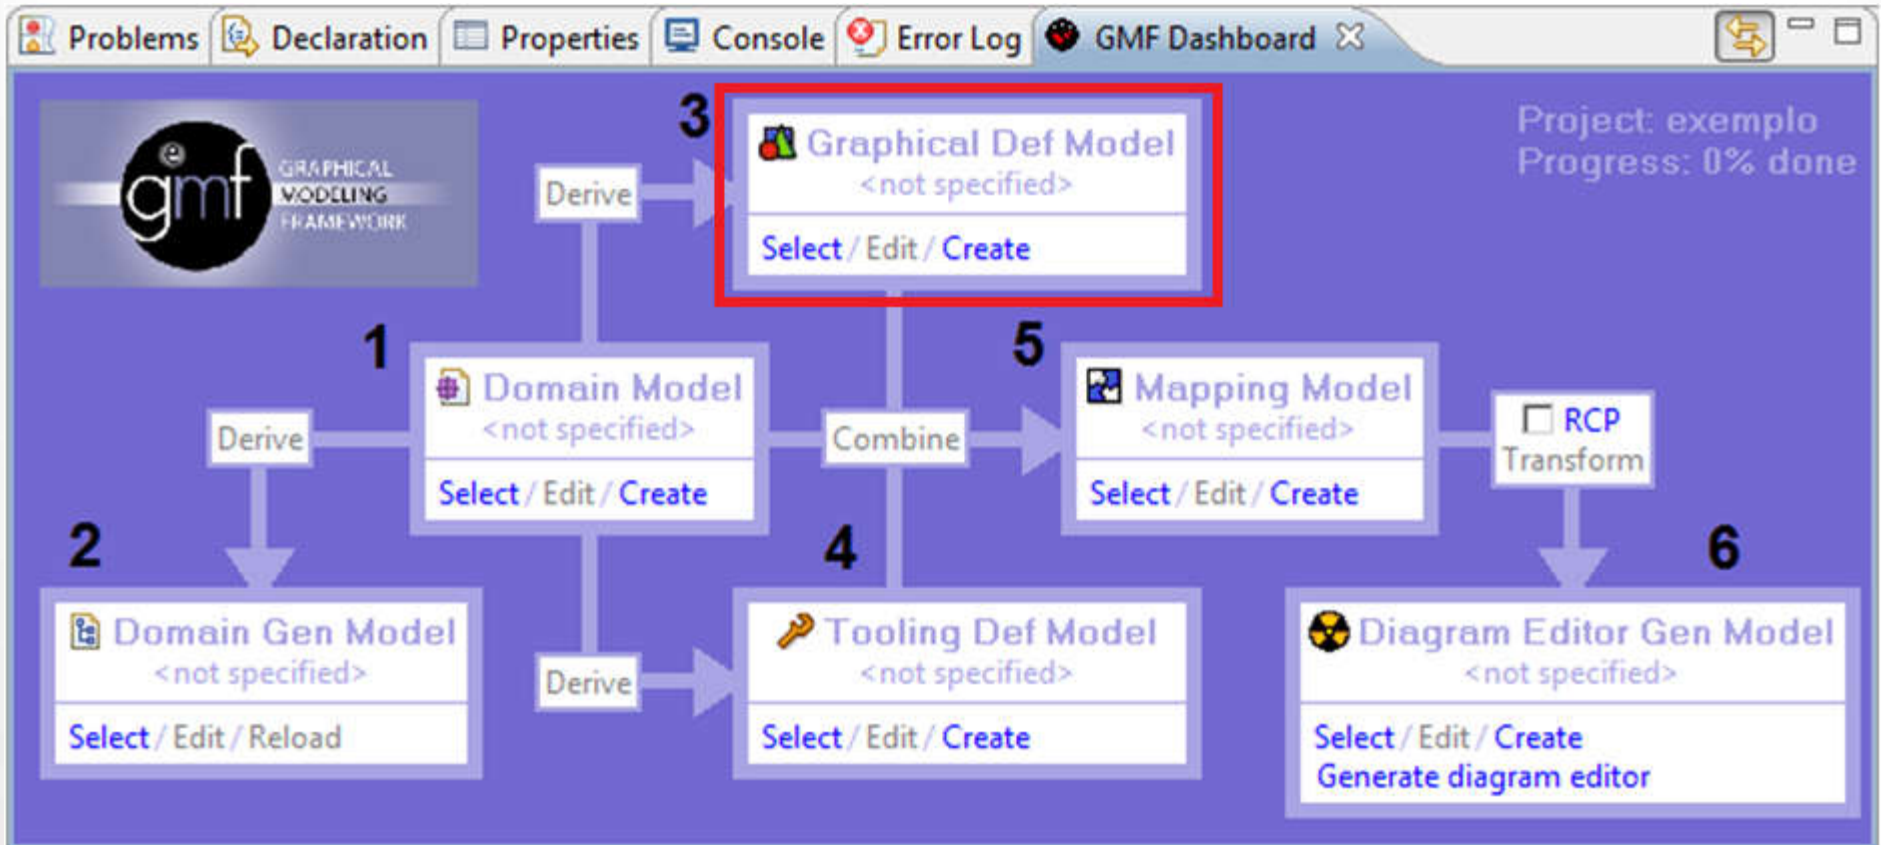 Problems Declaration Properties Console Error Log GMF Dashboard
e
gmf
GRAPHICAL
MODELING
FRAMEWORK
Project: exemplo
Progress: 0% done
3
Graphical Def Model
<not specified>
Select / Edit / Create
Derive
1
Domain Model
<not specified>
Select / Edit / Create
Derive
Combine
5
Mapping Model
<not specified>
Select / Edit / Create
RCP
Transform
2
Domain Gen Model
<not specified>
Select / Edit / Reload
Derive
4
Tooling Def Model
<not specified>
Select / Edit / Create
6
Diagram Editor Gen Model
<not specified>
Select / Edit / Create
Generate diagram editor